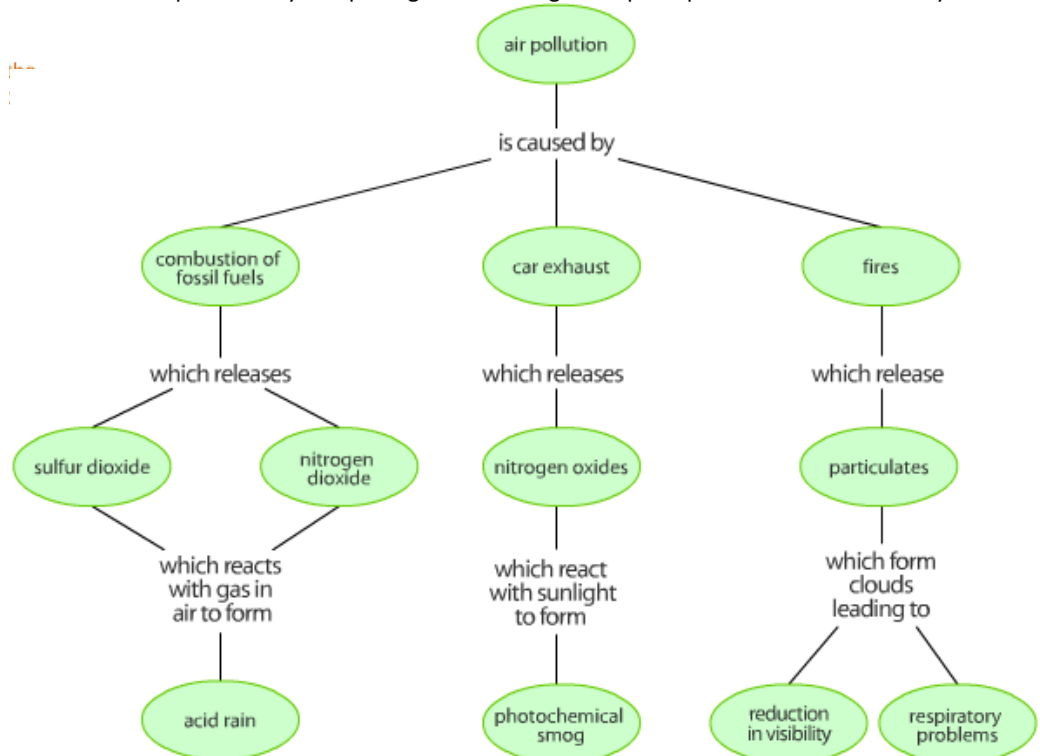 air pollution
is caused by
combustion of
fossil fuels
car exhaust
fires
which releases
which releases
which release
sulfur dioxide
nitrogen
dioxide
nitrogen oxides
particulates
which reacts
with gas in
air to form
which react
with sunlight
to form
which form
clouds
leading to
acid rain
photochemical
smog
reduction
in visibility
respiratory
problems